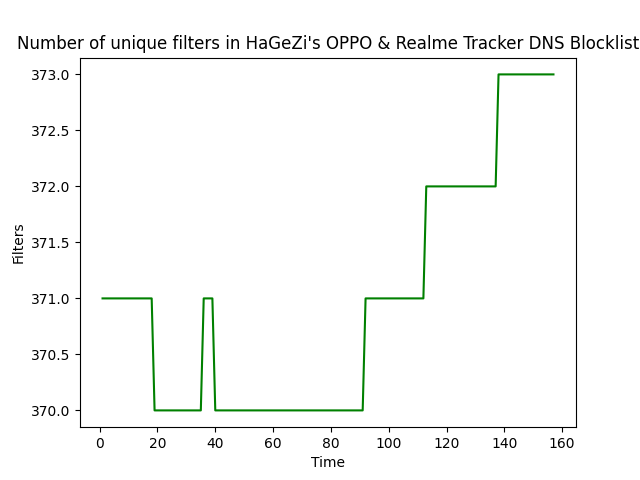 Number of unique filters in HaGeZi's OPPO & Realme Tracker DNS Blocklist
373.0
372.5
372.0
371.5
371.0
370.5
370.0
Filters
0 20 40 60 80 100 120 140 160
Time